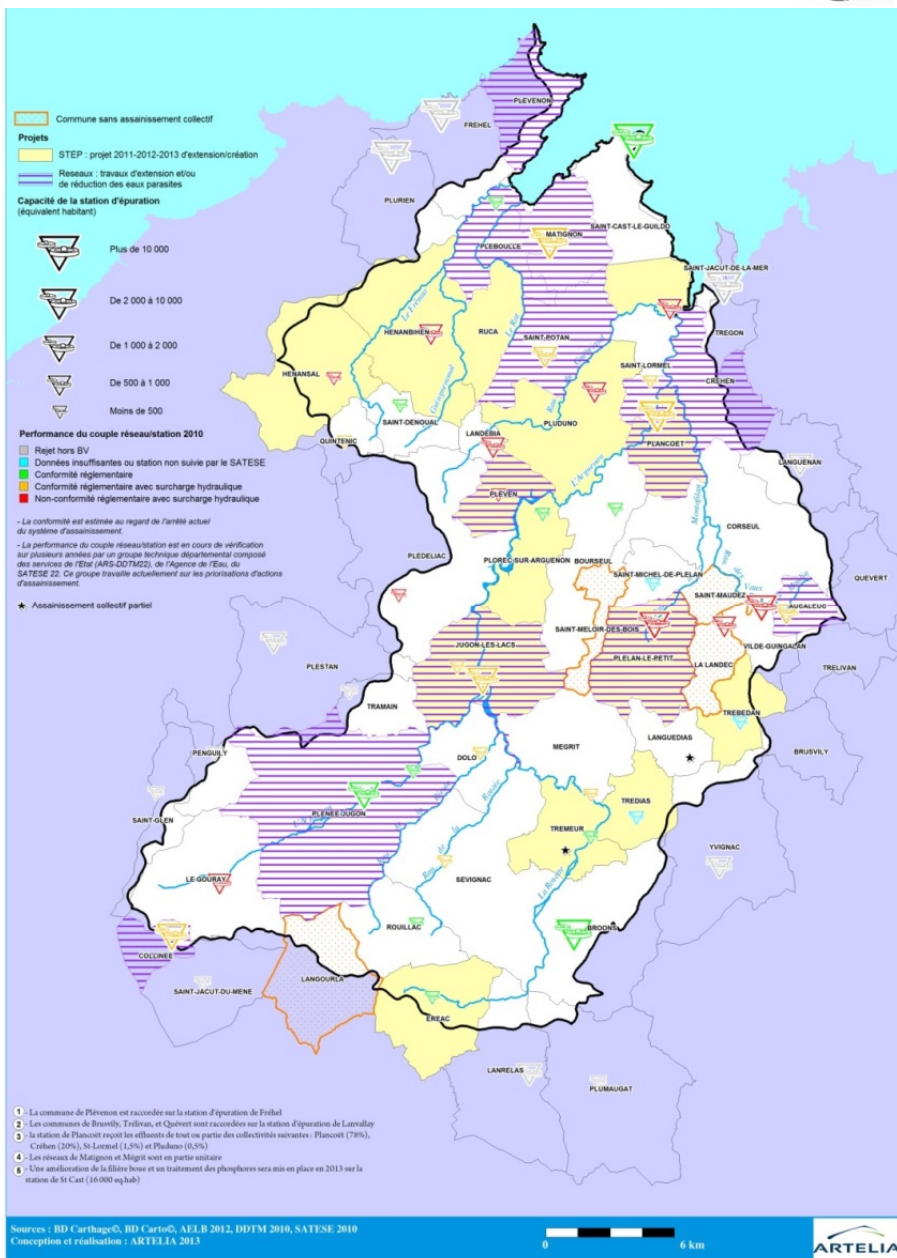 Commune sans assainissement collectif
Projets
STEP : projet 2011-2012-2013 d'extension/création
Reseaux : travaux d'extension et/ou
de réduction des eaux parasites
Capacité de la station d'épuration
(équivalent habitant)
Plus de 10 000
De 2 000 à 10 000
De 1 000 à 2 000
De 500 à 1 000
Moins de 500
Performance du couple réseau/station 2010
Rejet hors BV
Données insuffisantes ou station non suivie par le SATESE
Conformité réglementaire
Conformité réglementaire avec surcharge hydraulique
Non-conformité réglementaire avec surcharge hydraulique
- La conformité est estimée au regard de l'arrêté actuel
du système d'assainissement.
- La performance du couple réseau/station est en cours de vérification
sur plusieurs années par un groupe technique départemental composé
des services de l'Etat (ARS-DDTM22), de l'Agence de l'Eau, du
SATESE 22. Ce groupe travaille actuellement sur les priorisations d'actions
d'assainissement.
★ Assainissement collectif partiel
PLEVENON
FREHEL
PLURIEN
SAINT-CAST-LE-GUILDO
MATIGNON
PLEBOULLE
SAINT-JACUT-DE-LA-MER
TREGON
Le Frémur
HENANBIHEN
RUCA
SAINT-POTAN
SAINT-LORMEL
CREHEN
HENANSAL
SAINT-DENOUAL
LANDEBIA
PLUDUNO
PLANCOET
QUINTENIC
L'Arguenon
LANGUENAN
PLEVEN
CORSEUL
PLEDELIAC
PLOREC-SUR-ARGUENON
BOURSEUL
SAINT-MICHEL-DE-PLELAN
QUEVERT
SAINT-MAUDEZ
AUCALEUC
SAINT-MELOIR-DES-BOIS
VILDE-GUINGALAN
JUGON-LES-LACS
PLELAN-LE-PETIT
LA LANDEC
TRELIVAN
PLESTAN
TRAMAIN
TREBEDAN
LANGUEDIAS
MEGRIT
BRUSVILY
PENGUILY
DOLO
TREDIAS
SAINT-GLEN
PLENEE-JUGON
TREMEUR
YVIGNAC
La Rosette
LE GOURAY
SEVIGNAC
ROUILLAC
BROONS
COLLINEE
LANGOURLA
SAINT-JACUT-DU-MENE
EREAC
LANRELAS
PLUMAUGAT
1 - La commune de Plévenon est raccordée sur la station d'épuration de Fréhel
2 - Les communes de Brusvily, Trélivan, et Quévert sont raccordées sur la station d'épuration de Lanvallay
3 - la station de Plancoët reçoit les effluents de tout ou partie des collectivités suivantes : Plancoët (78%),
Créhen (20%), St-Lormel (1,5%) et Pluduno (0,5%)
4 - Les réseaux de Matignon et Mégrit sont en partie unitaire
5 - Une amélioration de la filière boue et un traitement des phosphores sera mis en place en 2013 sur la
station de St Cast (16 000 eq.hab)
Sources : BD Carthage©, BD Carto©, AELB 2012, DDTM 2010, SATESE 2010
Conception et réalisation : ARTELIA 2013
0 6 km
ARTELIA